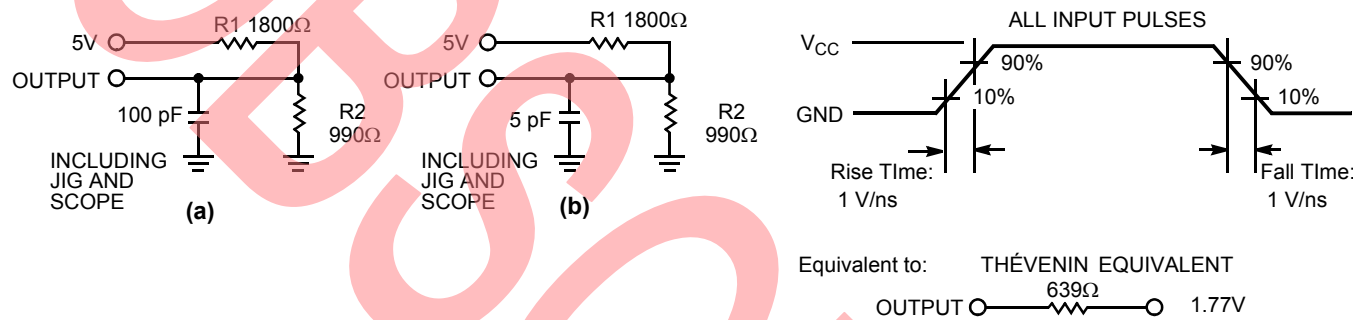 R1 1800Ω
5V
OUTPUT
100 pF
R2
990Ω
INCLUDING
JIG AND
SCOPE
(a)
R1 1800Ω
5V
OUTPUT
5 pF
R2
990Ω
INCLUDING
JIG AND
SCOPE
(b)
ALL INPUT PULSES
VCC
90%
10%
GND
90%
10%
Rise TIme:
1 V/ns
Fall TIme:
1 V/ns
Equivalent to: THÉVENIN EQUIVALENT
639Ω
OUTPUT 1.77V